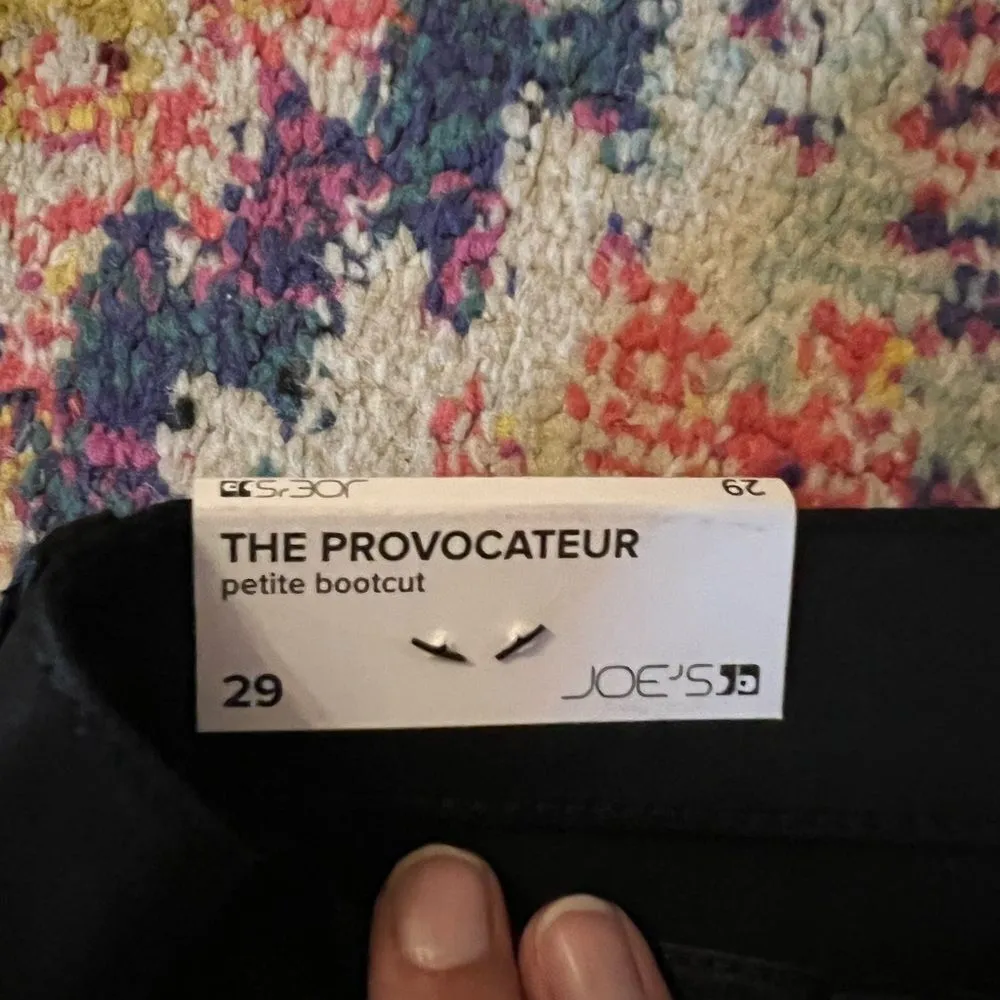 JOE'S 29
THE PROVOCATEUR
petite bootcut
29 JOE'S